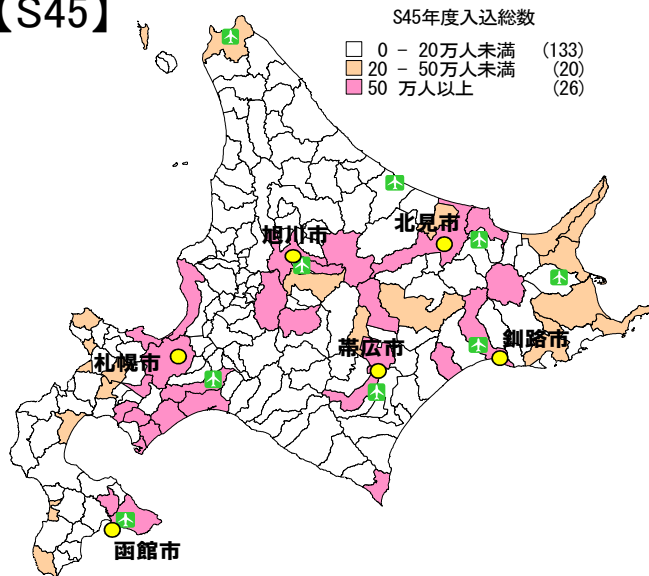 【S45】
S45年度入込総数
0 - 20万人未満 (133)
20 - 50万人未満 (20)
50 万人以上 (26)
北見市
旭川市
釧路市
帯広市
札幌市
函館市